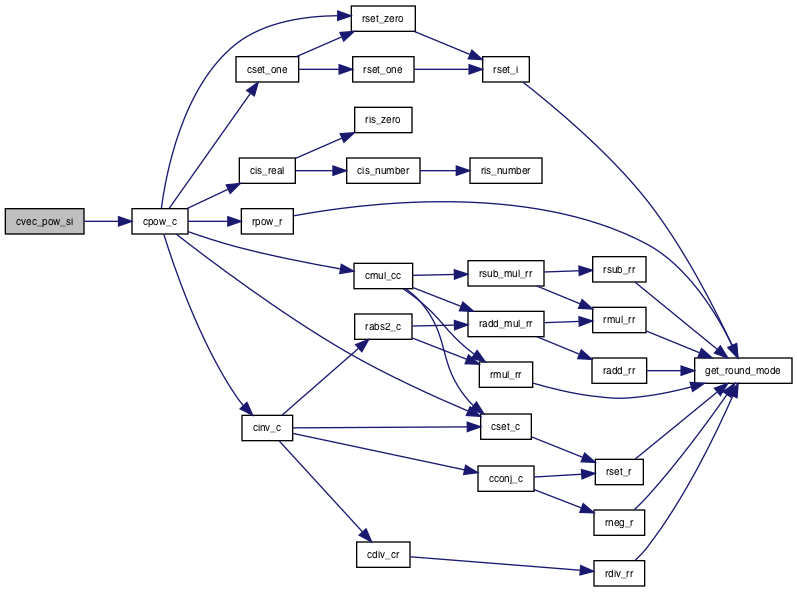 rset_zero
cset_one
rset_one
rset_i
ris_zero
cis_real
cis_number
ris_number
cvec_pow_si
cpow_c
rpow_r
cmul_cc
rsub_mul_rr
rsub_rr
rabs2_c
radd_mul_rr
rmul_rr
rmul_rr
radd_rr
get_round_mode
cinv_c
cset_c
rset_r
cconj_c
rneg_r
cdiv_cr
rdiv_rr